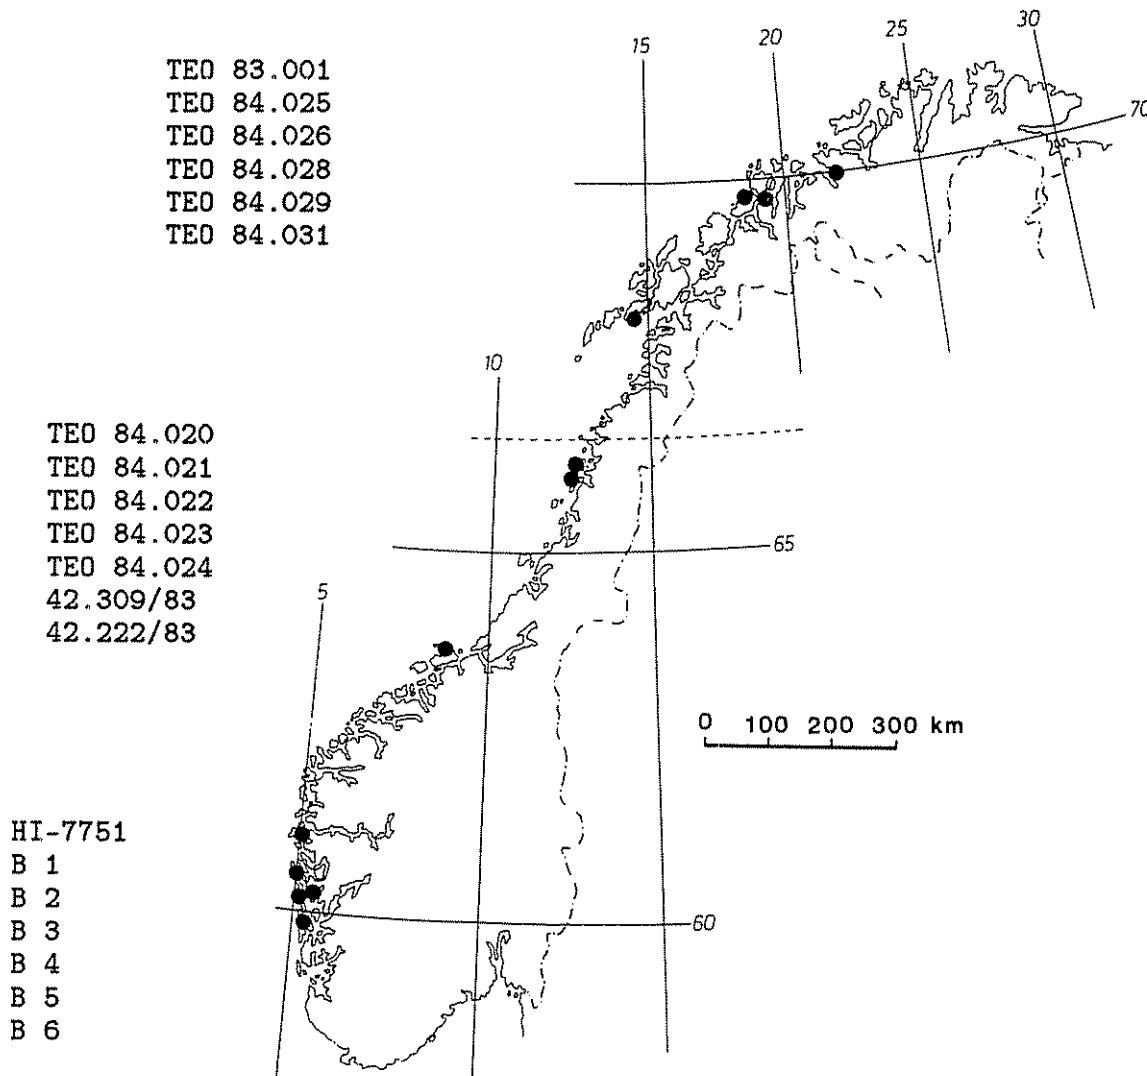 15
20
25
30
70
TEO 83.001
TEO 84.025
TEO 84.026
TEO 84.028
TEO 84.029
TEO 84.031
10
TEO 84.020
TEO 84.021
TEO 84.022
TEO 84.023
TEO 84.024
42.309/83
42.222/83
65
5
0 100 200 300 km
HI-7751
B 1
B 2
B 3
B 4
B 5
B 6
60